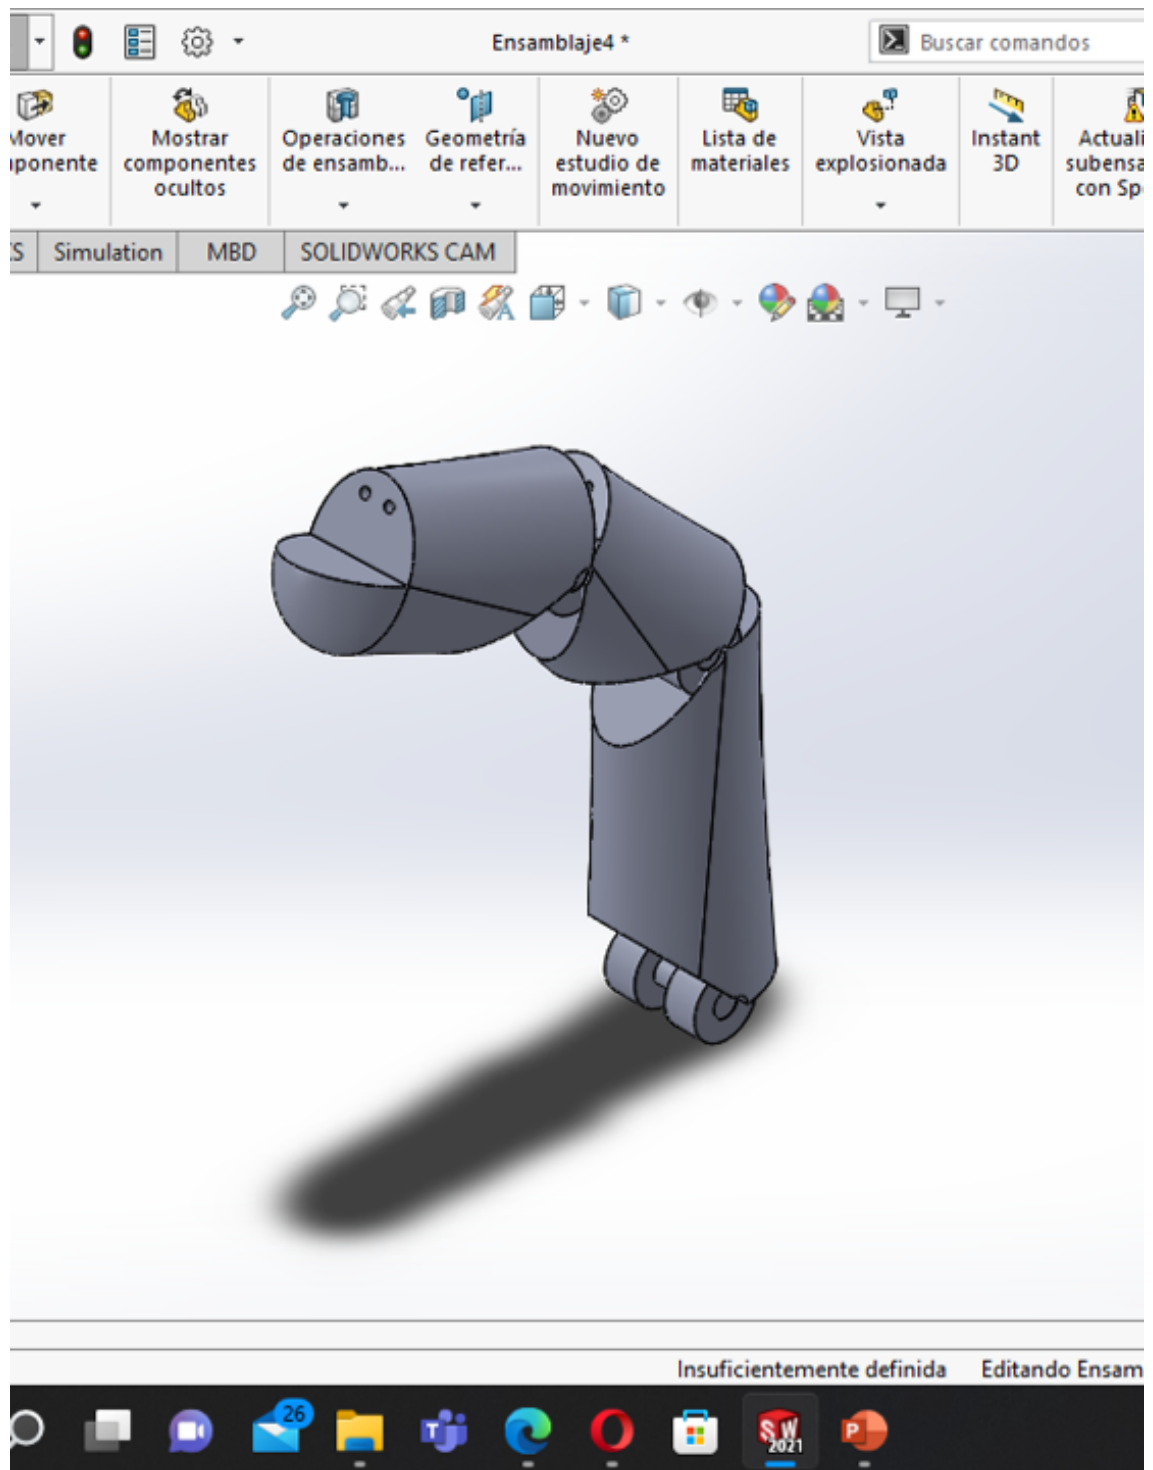 Ensamblaje4 *
Buscar comandos
Mover
Mostrar
Operaciones
Geometría
Nuevo
Lista de
Vista
Instant
ponente
componentes
de ensamb...
de refer...
estudio de
materiales
explosionada
3D
ocultos
movimiento
con Sp
S
Simulation
MBD
SOLIDWORKS CAM
Insuficientemente definida
Editando Ensam
26
SW
2021
P